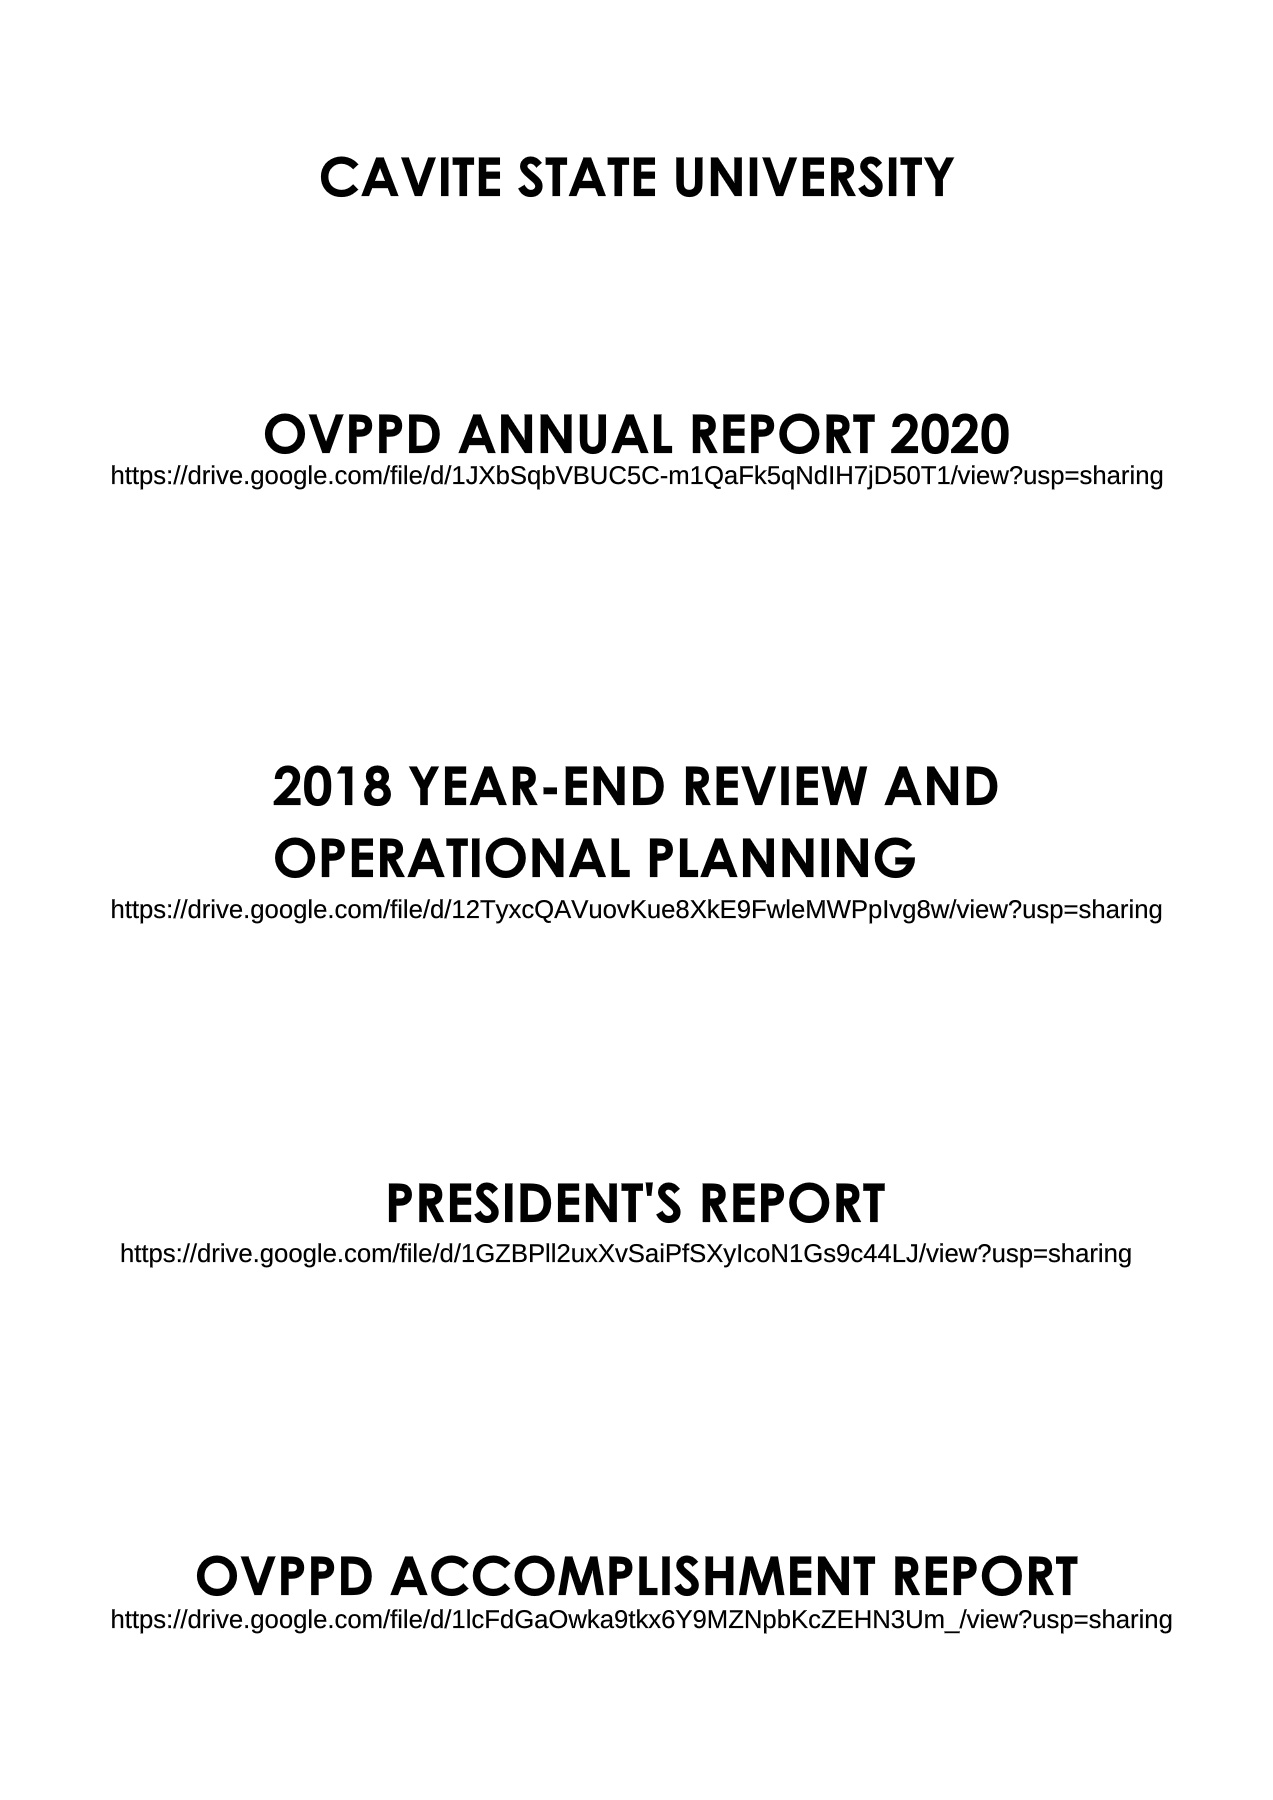 CAVITE STATE UNIVERSITY
OVPPD ANNUAL REPORT 2020
https://drive.google.com/file/d/1JXbSqbVBUC5C-m1QaFk5qNdIH7jD50T1/view?usp=sharing
2018 YEAR-END REVIEW AND
OPERATIONAL PLANNING
https://drive.google.com/file/d/12TyxcQAVuovKue8XkE9FwleMWPpIvg8w/view?usp=sharing
PRESIDENT'S REPORT
https://drive.google.com/file/d/1GZBPll2uxXvSaiPfSXyIcoN1Gs9c44LJ/view?usp=sharing
OVPPD ACCOMPLISHMENT REPORT
https://drive.google.com/file/d/1lcFdGaOwka9tkx6Y9MZNpbKcZEHN3Um_/view?usp=sharing